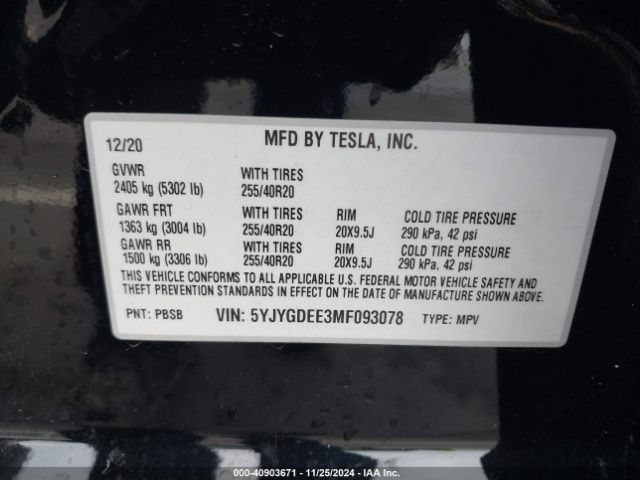 12/20 MFD BY TESLA, INC.
GVWR WITH TIRES
2405 kg (5302 lb) 255/40R20
GAWR FRT WITH TIRES RIM COLD TIRE PRESSURE
1363 kg (3004 lb) 255/40R20 20X9.5J 290 kPa, 42 psi
GAWR RR WITH TIRES RIM COLD TIRE PRESSURE
1500 kg (3306 lb) 255/40R20 20X9.5J 290 kPa, 42 psi
THIS VEHICLE CONFORMS TO ALL APPLICABLE U.S. FEDERAL MOTOR VEHICLE SAFETY AND
THEFT PREVENTION STANDARDS IN EFFECT ON THE DATE OF MANUFACTURE SHOWN ABOVE.
PNT: PBSB VIN: 5YJYGDEE3MF093078 TYPE: MPV
000-40903671 - 11/25/2024 - IAA Inc.